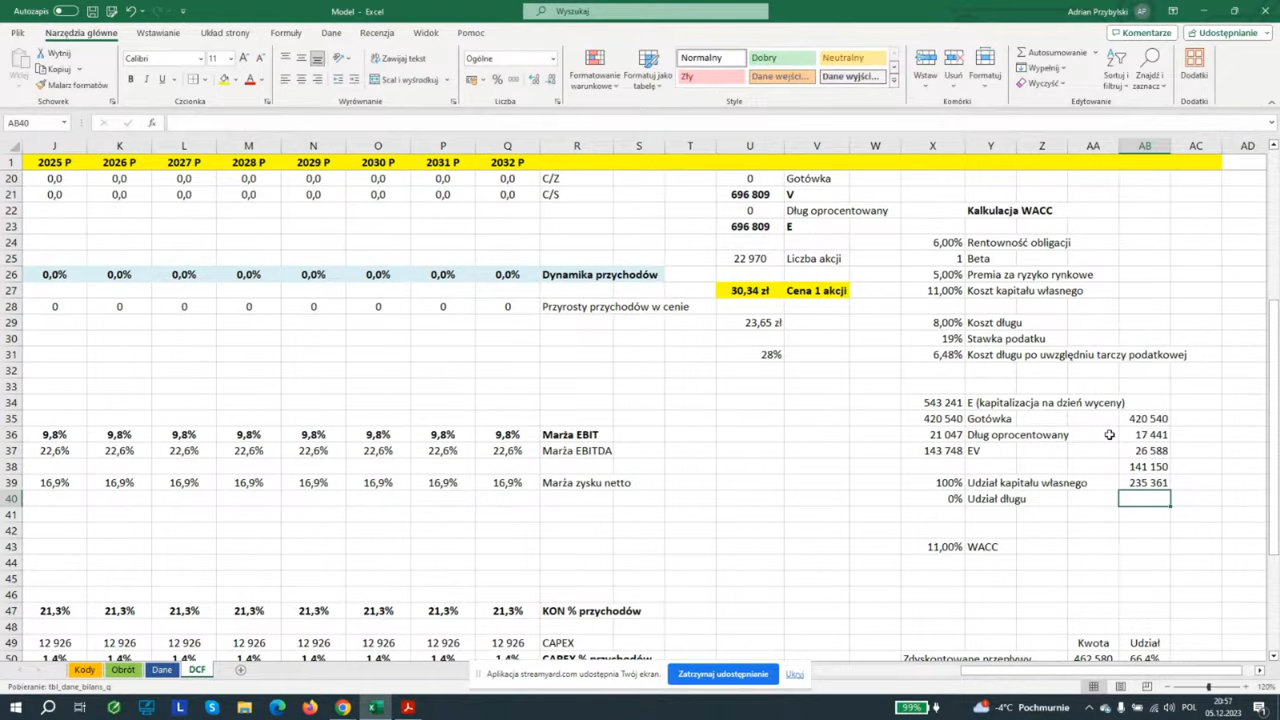 Autozapis
Model - Excel
Wyszukaj
Adrian Przybylski AP
Plik Narzędzia główne Wstawianie Układ strony Formuły Dane Recenzja Widok Pomoc
Komentarze Udostępnianie
Wklej Wytnij
Kopiuj
Malarz formatów
Schowek
Calibri 11
Czcionka
Zawijaj tekst
Scal i wyśrodkuj
Wyrównanie
Ogólne
Liczba
Formatowanie warunkowe
Formatuj jako tabelę
Normalny Dobry Neutralny
Zły Dane wejści... Dane wyjści...
Style
Wstaw Usuń Formatuj
Komórki
Autosumowanie
Wypełnij
Wyczyść
Sortuj i filtruj
Znajdź i zaznacz
Edytowanie
Dodatki
Dodatki
AB40
J K L M N O P Q R S T U V W X Y Z AA AB AC AD
1 2025 P 2026 P 2027 P 2028 P 2029 P 2030 P 2031 P 2032 P
20 0,0 0,0 0,0 0,0 0,0 0,0 0,0 0,0 C/Z 0 Gotówka
21 0,0 0,0 0,0 0,0 0,0 0,0 0,0 0,0 C/S 696 809 V
22 0 Dług oprocentowany Kalkulacja WACC
23 696 809 E
24 6,00% Rentowność obligacji
25 22 970 Liczba akcji 1 Beta
26 0,0% 0,0% 0,0% 0,0% 0,0% 0,0% 0,0% 0,0% Dynamika przychodów 5,00% Premia za ryzyko rynkowe
27 30,34 zł Cena 1 akcji 11,00% Koszt kapitału własnego
28 0 0 0 0 0 0 0 0 Przyrosty przychodów w cenie
29 23,65 zł 8,00% Koszt długu
30 19% Stawka podatku
31 28% 6,48% Koszt długu po uwzględniu tarczy podatkowej
32
33
34 543 241 E (kapitalizacja na dzień wyceny)
35 420 540 Gotówka 420 540
36 9,8% 9,8% 9,8% 9,8% 9,8% 9,8% 9,8% 9,8% Marża EBIT 21 047 Dług oprocentowany 17 441
37 22,6% 22,6% 22,6% 22,6% 22,6% 22,6% 22,6% 22,6% Marża EBITDA 143 748 EV 26 588
38 141 150
39 16,9% 16,9% 16,9% 16,9% 16,9% 16,9% 16,9% 16,9% Marża zysku netto 100% Udział kapitału własnego 235 361
40 0% Udział długu
41
42
43 11,00% WACC
44
45
46
47 21,3% 21,3% 21,3% 21,3% 21,3% 21,3% 21,3% 21,3% KON % przychodów
48
49 12 926 12 926 12 926 12 926 12 926 12 926 12 926 12 926 CAPEX Kwota Udział
50 1,4% 1,4% 1,4% 1,4% 1,4% 1,4% 1,4% 1,4% CAPEX % przychodów Zdyskontowane przepływy 462 580 66,4%
Kody Obrót Dane DCF
Aplikacja streamyard.com udostępnia Twój ekran. Zatrzymaj udostępnianie Ukryj
Pobieranie: tbl_dane_bilans_q
120%
99% -4°C Pochmurnie POL 20:57
05.12.2023